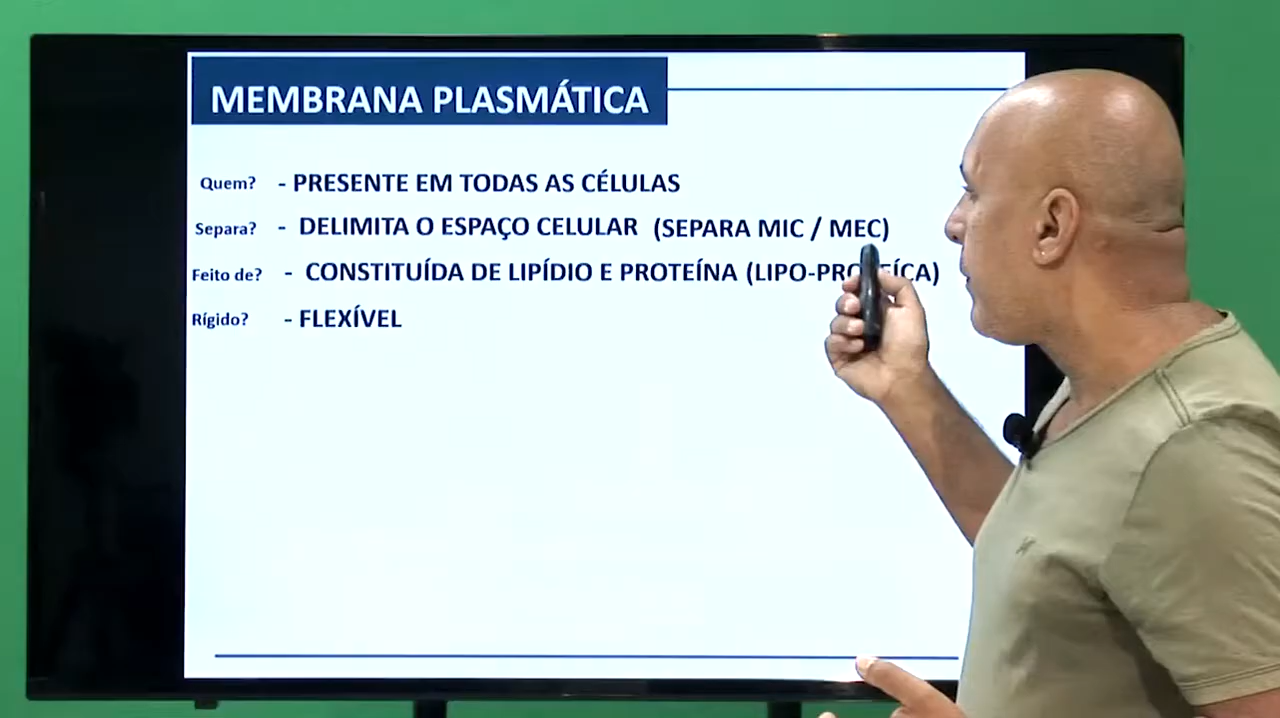 MEMBRANA PLASMÁTICA
Quem? - PRESENTE EM TODAS AS CÉLULAS
Separa? - DELIMITA O ESPAÇO CELULAR (SEPARA MIC / MEC)
Feito de? - CONSTITUÍDA DE LIPÍDIO E PROTEÍNA
Rígido? - FLEXÍVEL